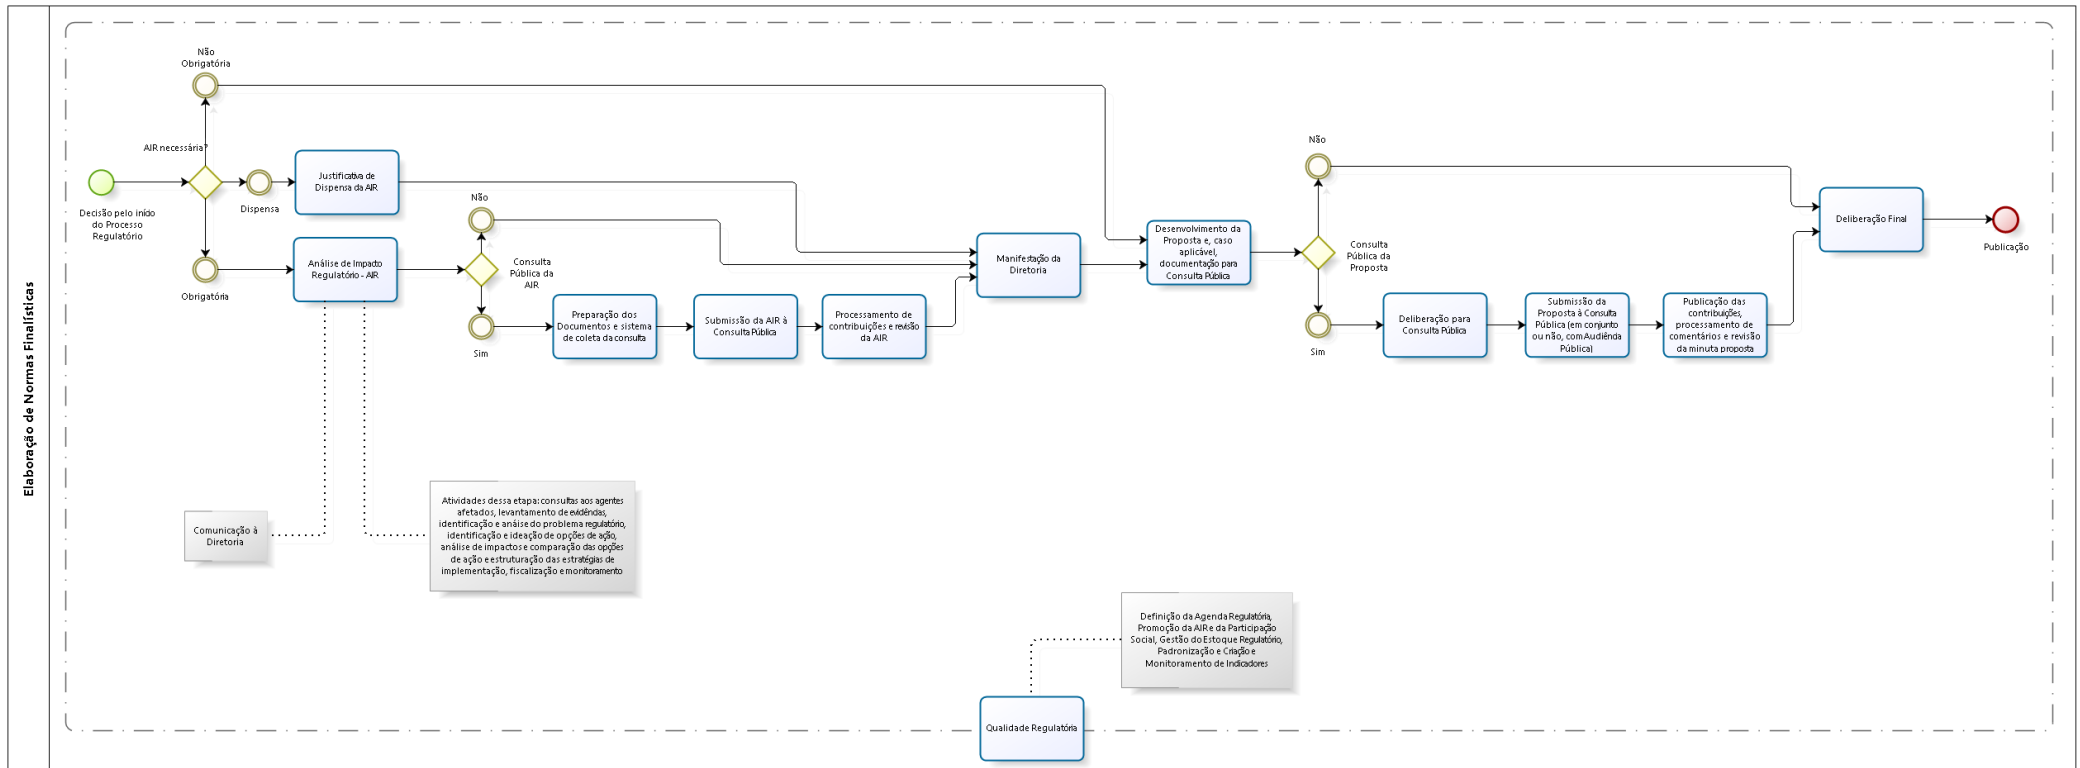 Elaboração de Normas Finalísticas
Não
Obrigatória
AIR necessária?
Decisão pelo início
do Processo
Regulatório
Dispensa
Justificativa de
Dispensa da AIR
Obrigatória
Análise de Impacto
Regulatório - AIR
Não
Consulta
Pública da
AIR
Sim
Preparação dos
Documentos e sistema
de coleta da consulta
Submissão da AIR à
Consulta Pública
Processamento de
contribuições e revisão
da AIR
Manifestação da
Diretoria
Desenvolvimento da
Proposta e, caso
aplicável,
documentação para
Consulta Pública
Não
Consulta
Pública da
Proposta
Sim
Deliberação para
Consulta Pública
Submissão da
Proposta à Consulta
Pública (em conjunto
ou não, com Audiência
Pública)
Publicação das
contribuições,
processamento de
comentários e revisão
da minuta proposta
Deliberação Final
Publicação
Comunicação à
Diretoria
Atividades dessa etapa: consultas aos agentes
afetados, levantamento de evidências,
identificação e anáise do problema regulatório,
identificação e ideação de opções de ação,
análise de impactos e comparação das opções
de ação e estruturação das estratégias de
implementação, fiscalização e monitoramento
Definição da Agenda Regulatória,
Promoção da AIR e da Participação
Social, Gestão do Estoque Regulatório,
Padronização e Criação e
Monitoramento de Indicadores
Qualidade Regulatória